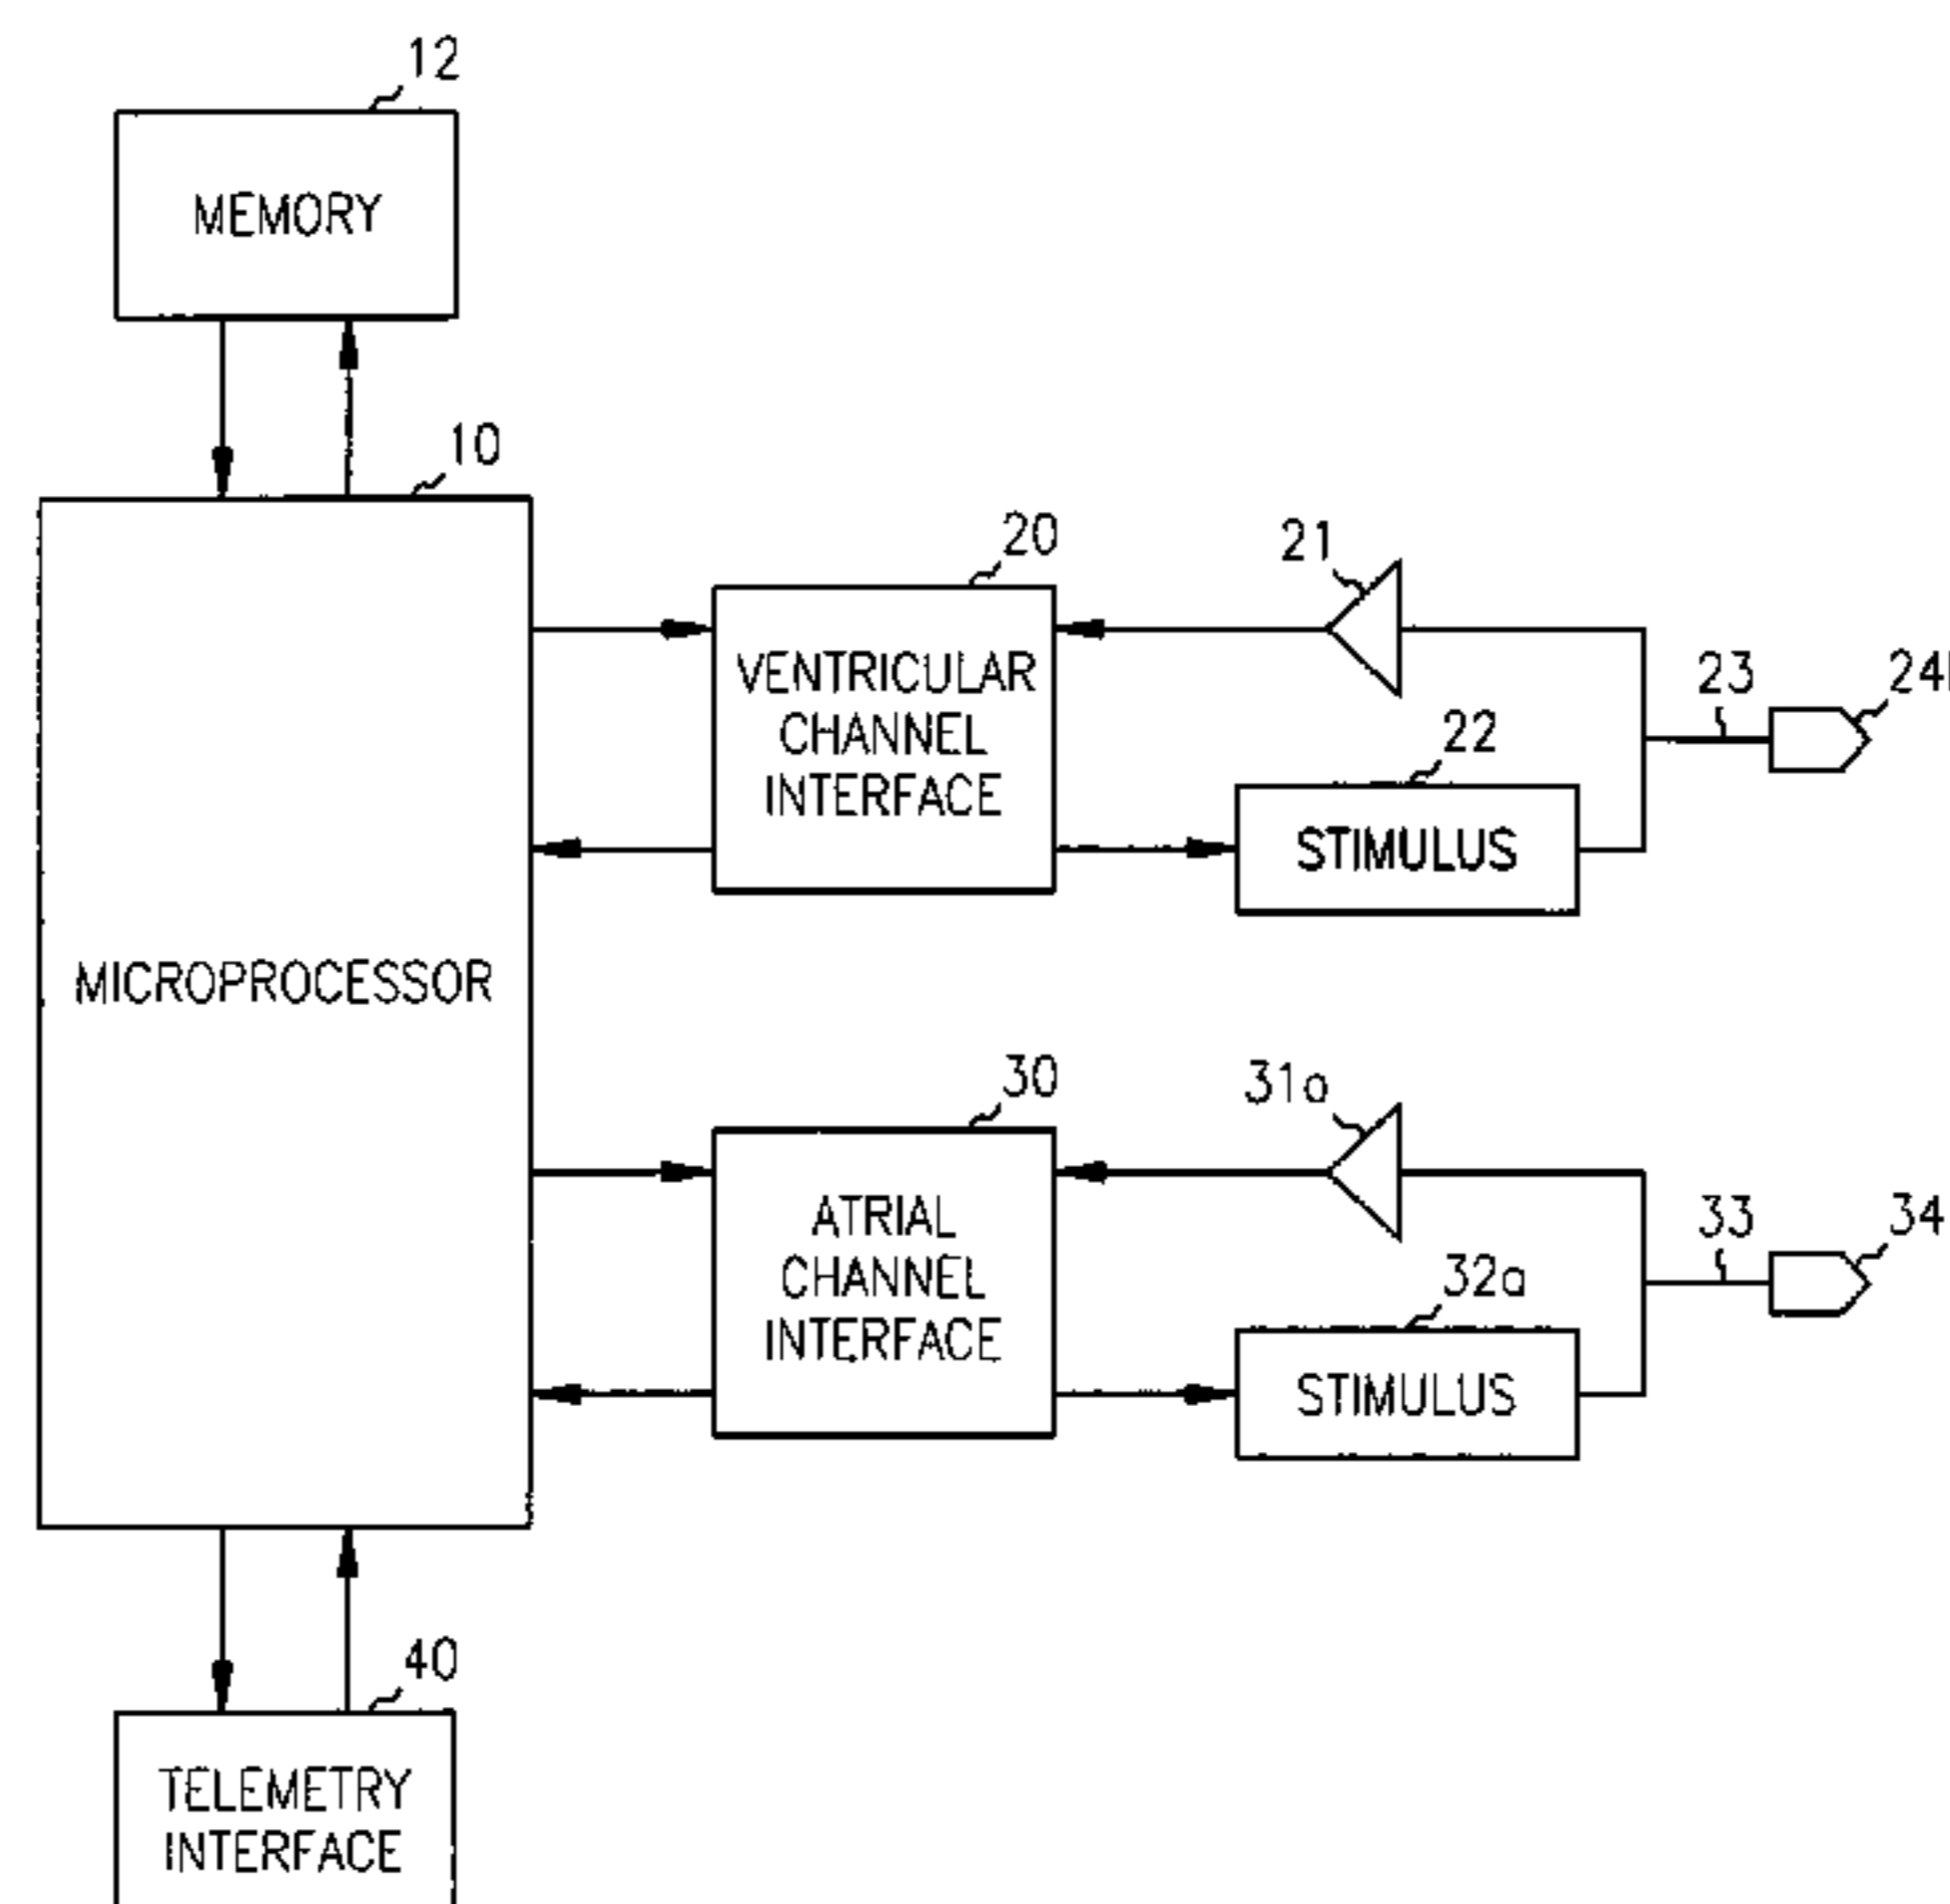 12
MEMORY
10
MICROPROCESSOR
20
VENTRICULAR
CHANNEL
INTERFACE
21
22
STIMULUS
23
30
ATRIAL
CHANNEL
INTERFACE
31a
32a
STIMULUS
33
34
40
TELEMETRY
INTERFACE